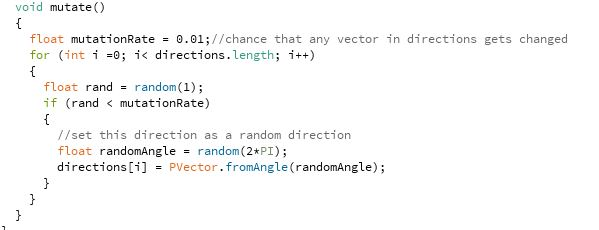 void mutate()
{
float mutationRate = 0.01;//chance that any vector in directions gets changed
for (int i =0; i< directions.length; i++)
{
float rand = random(1);
if (rand < mutationRate)
{
//set this direction as a random direction
float randomAngle = random(2*PI);
directions[i] = PVector.fromAngle(randomAngle);
}
}
}